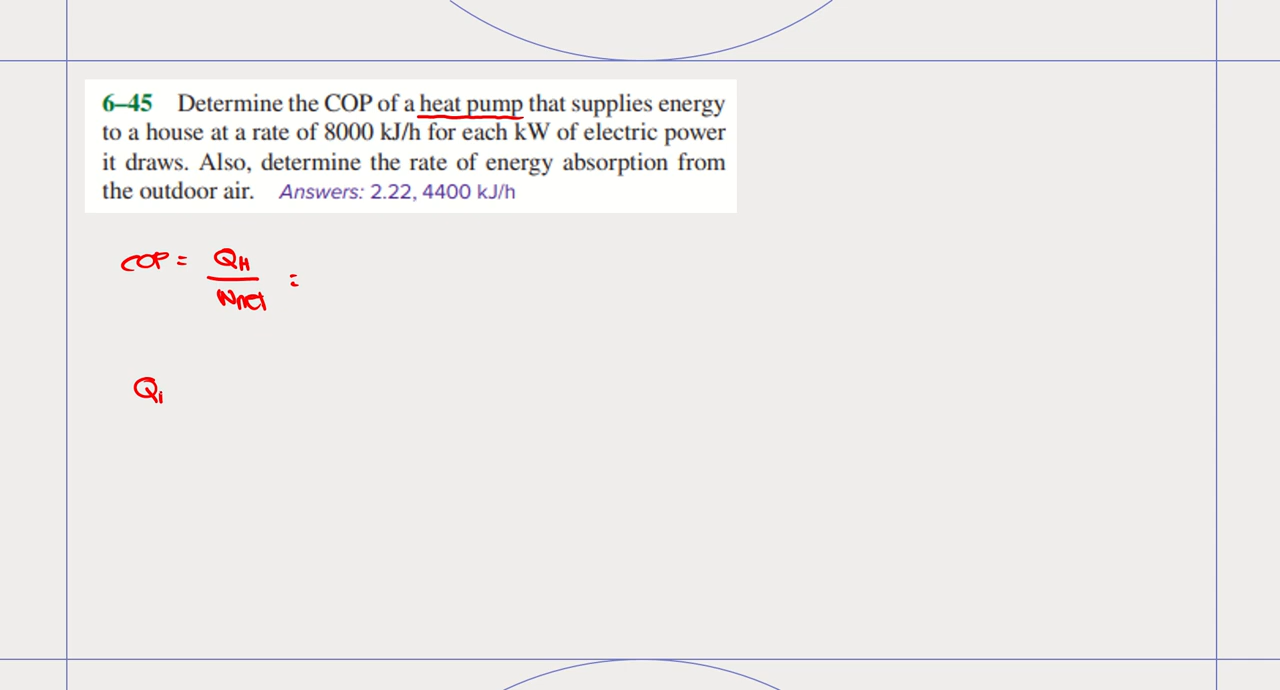 6–45 Determine the COP of a heat pump that supplies energy
to a house at a rate of 8000 kJ/h for each kW of electric power
it draws. Also, determine the rate of energy absorption from
the outdoor air. Answers: 2.22, 4400 kJ/h
COP = QH =
Wnet
Qi